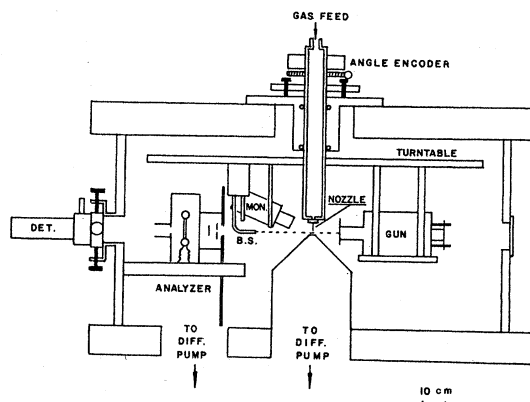 GAS FEED
ANGLE ENCODER
TURNTABLE
NOZZLE
MON.
DET.
GUN
B.S.
ANALYZER
TO
DIFF.
PUMP
TO
DIFF.
PUMP
10 cm